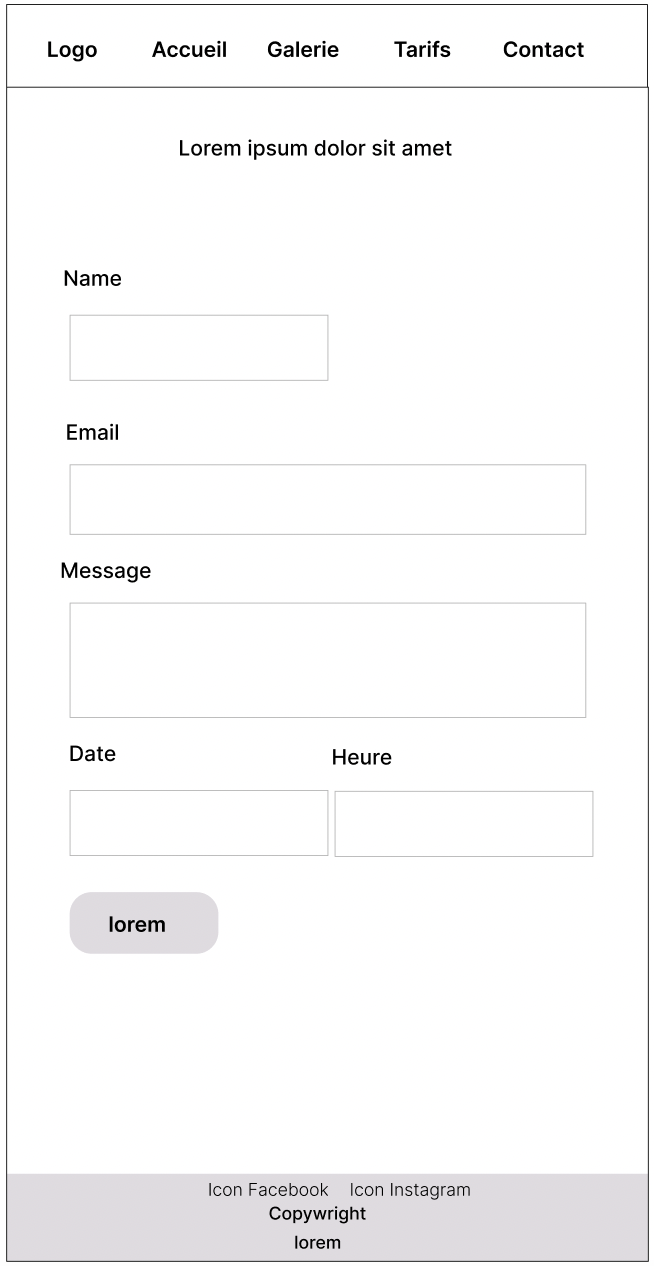 Logo Accueil Galerie Tarifs Contact
Lorem ipsum dolor sit amet
Name
Email
Message
Date Heure
lorem
Icon Facebook Icon Instagram
Copywright
lorem